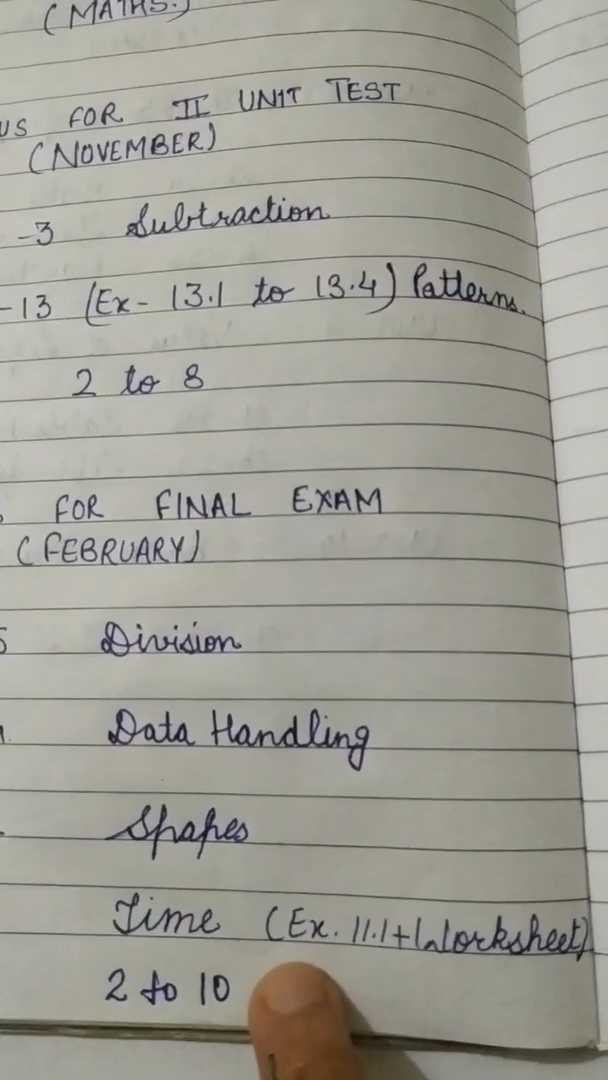 (MATHS.)
US FOR II UNIT TEST
(NOVEMBER)
-3 Subtraction
-13 (Ex- 13.1 to 13.4) Patterns.
2 to 8
FOR FINAL EXAM
(FEBRUARY)
5 Division
Data Handling
Shapes
Time (Ex. 11.1+Worksheet)
2 to 10